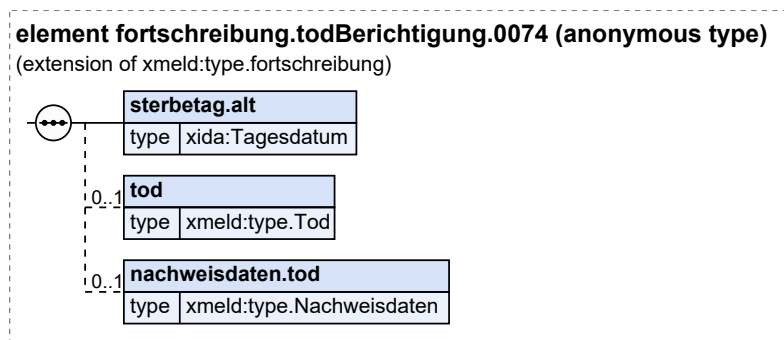 element fortschreibung.todBerichtigung.0074 (anonymous type)
(extension of xmeld:type.fortschreibung)
sterbetag.alt
type xida:Tagesdatum
0..1 tod
type xmeld:type.Tod
0..1 nachweisdaten.tod
type xmeld:type.Nachweisdaten